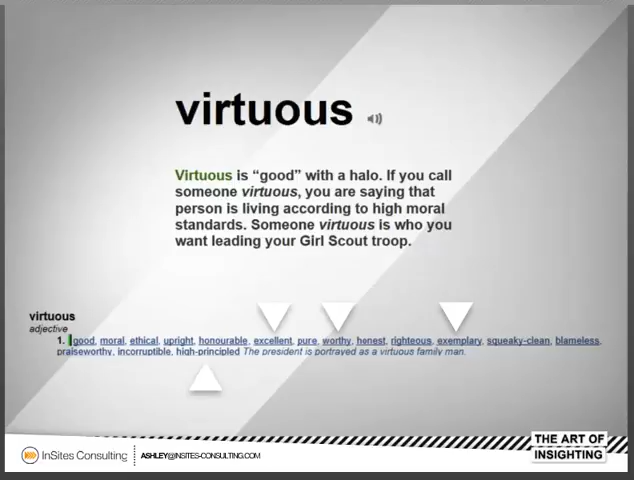 virtuous
Virtuous is “good” with a halo. If you call
someone virtuous, you are saying that
person is living according to high moral
standards. Someone virtuous is who you
want leading your Girl Scout troop.
virtuous
adjective
1. good, moral, ethical, upright, honourable, excellent, pure, worthy, honest, righteous, exemplary, squeaky-clean, blameless,
praiseworthy, incorruptible, high-principled The president is portrayed as a virtuous family man.
InSites Consulting
ASHLEY@INSITES-CONSULTING.COM
THE ART OF
INSIGHTING